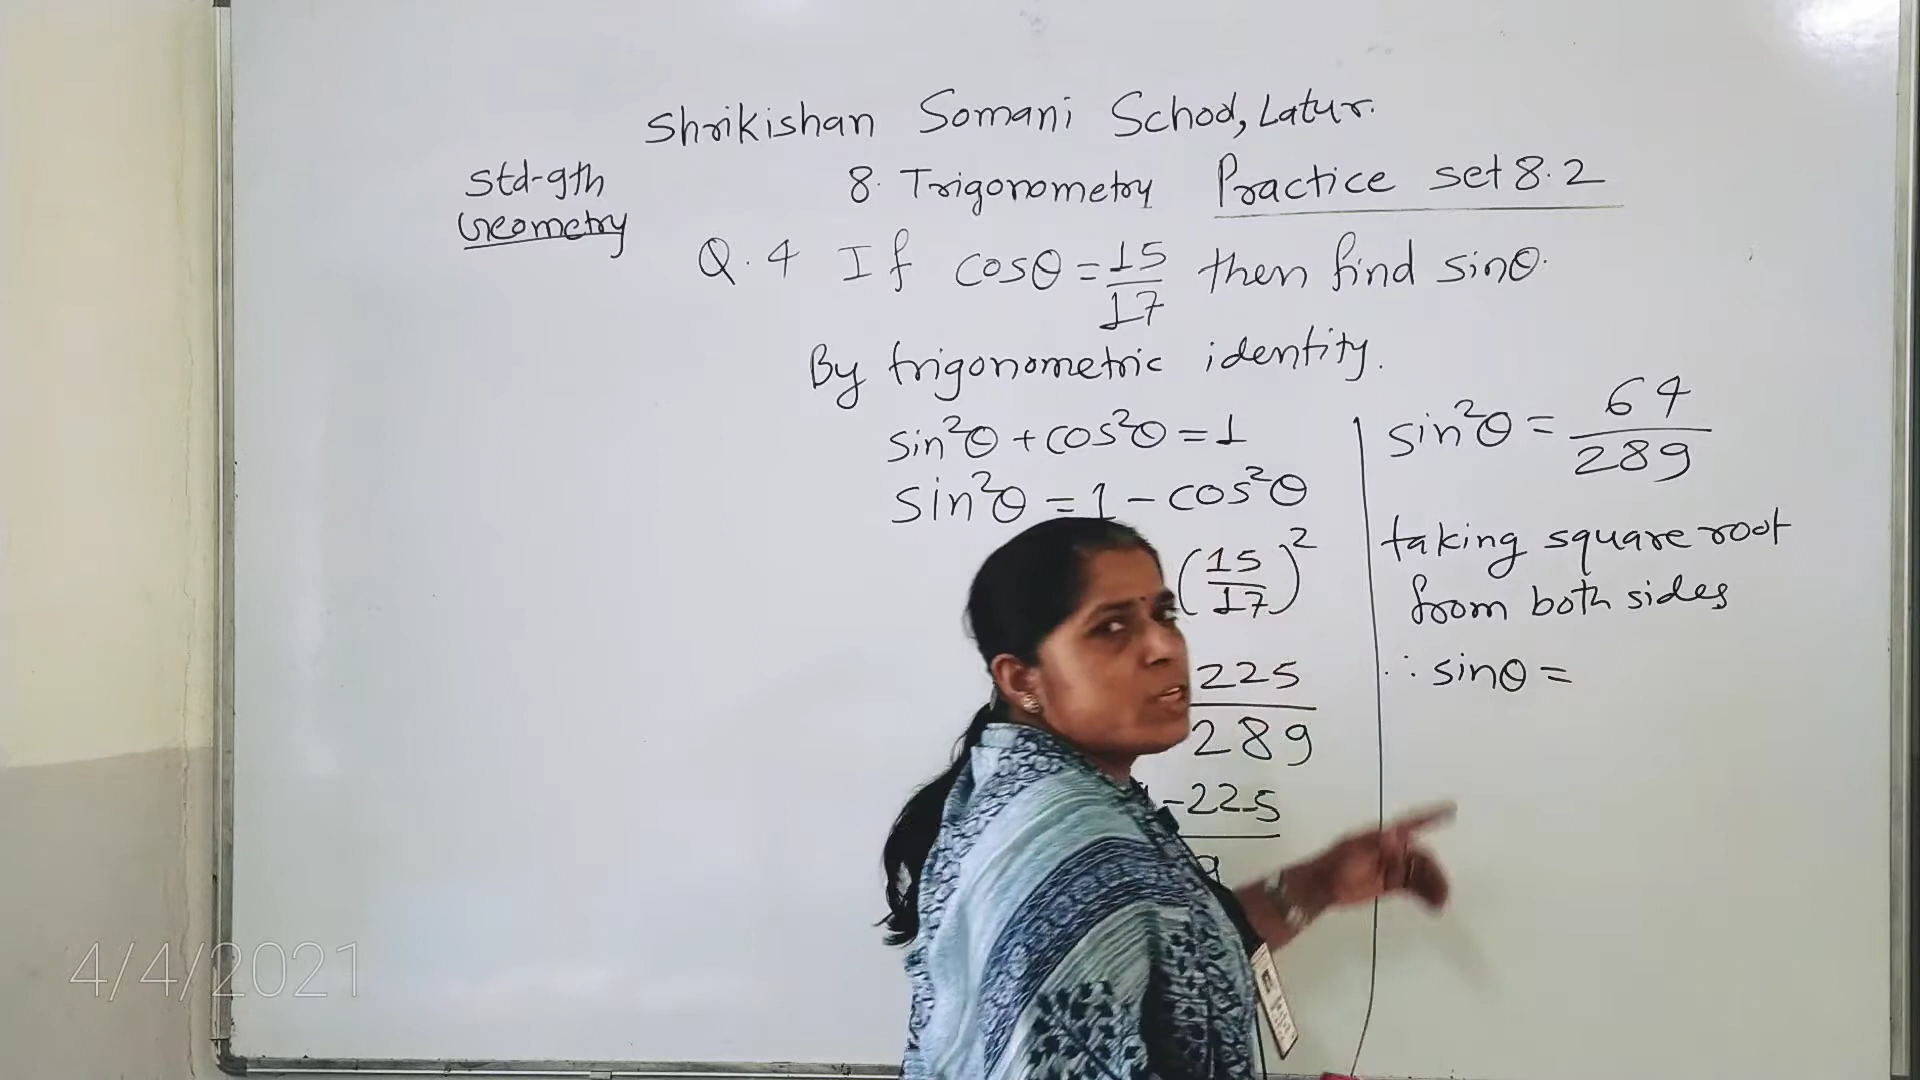 Shrikishan Somani School, Latur.
Std-9th
Geometry
8. Trigonometry Practice set 8.2
Q. 4 If cosθ = 15/17 then find sinθ.
By trigonometric identity.
sin²θ + cos²θ = 1
sin²θ = 1 - cos²θ
(15/17)²
225
289
-225
9
sin²θ = 64/289
taking square root
from both sides
∴ sinθ =
4/4/2021